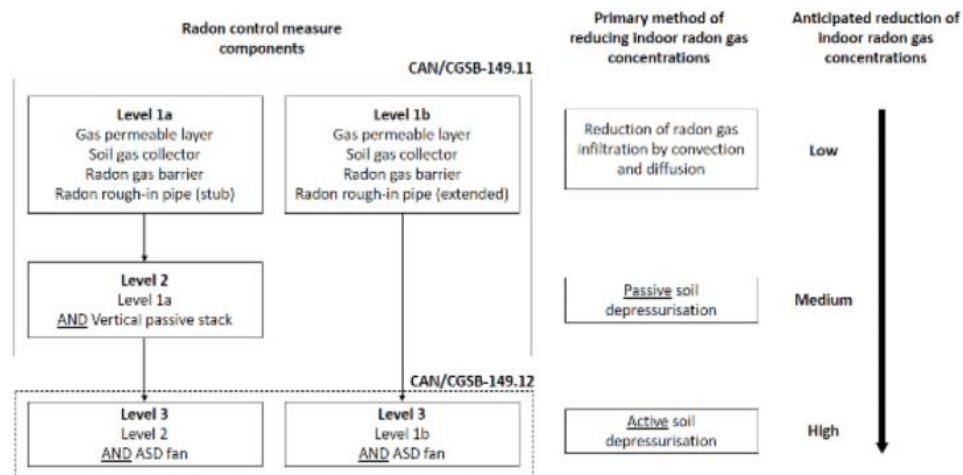 Radon control measure
components
Primary method of
reducing indoor radon gas
concentrations
Anticipated reduction of
indoor radon gas
concentrations
CAN/CGSB-149.11
Level 1a
Gas permeable layer
Soil gas collector
Radon gas barrier
Radon rough-in pipe (stub)
Level 1b
Gas permeable layer
Soil gas collector
Radon gas barrier
Radon rough-in pipe (extended)
Reduction of radon gas
infiltration by convection
and diffusion
Low
Level 2
Level 1a
AND Vertical passive stack
Passive soil
depressurisation
Medium
CAN/CGSB-149.12
Level 3
Level 2
AND ASD fan
Level 3
Level 1b
AND ASD fan
Active soil
depressurisation
High